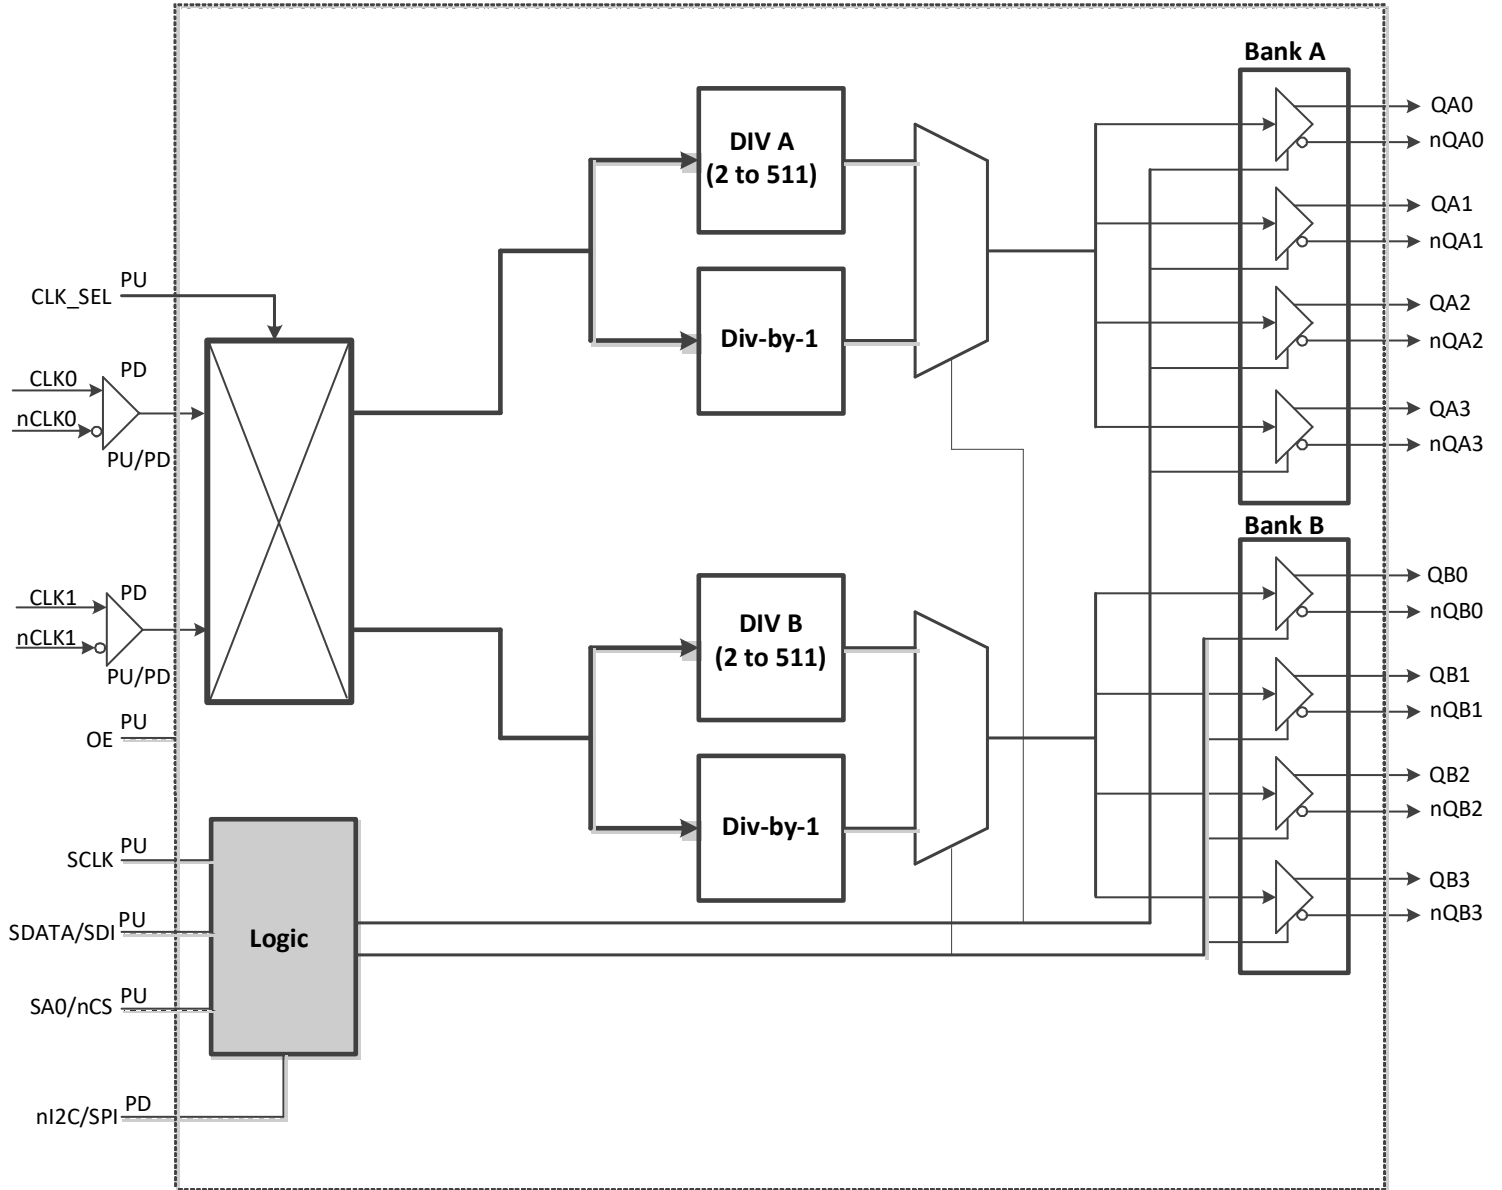 Bank A
QA0
nQA0
QA1
nQA1
QA2
nQA2
QA3
nQA3
DIV A
(2 to 511)
Div-by-1
PU
CLK_SEL
CLK0
PD
nCLK0
PU/PD
CLK1
PD
nCLK1
PU/PD
PU
OE
Bank B
QB0
nQB0
QB1
nQB1
QB2
nQB2
QB3
nQB3
DIV B
(2 to 511)
Div-by-1
PU
SCLK
PU
SDATA/SDI
Logic
PU
SA0/nCS
PD
nI2C/SPI